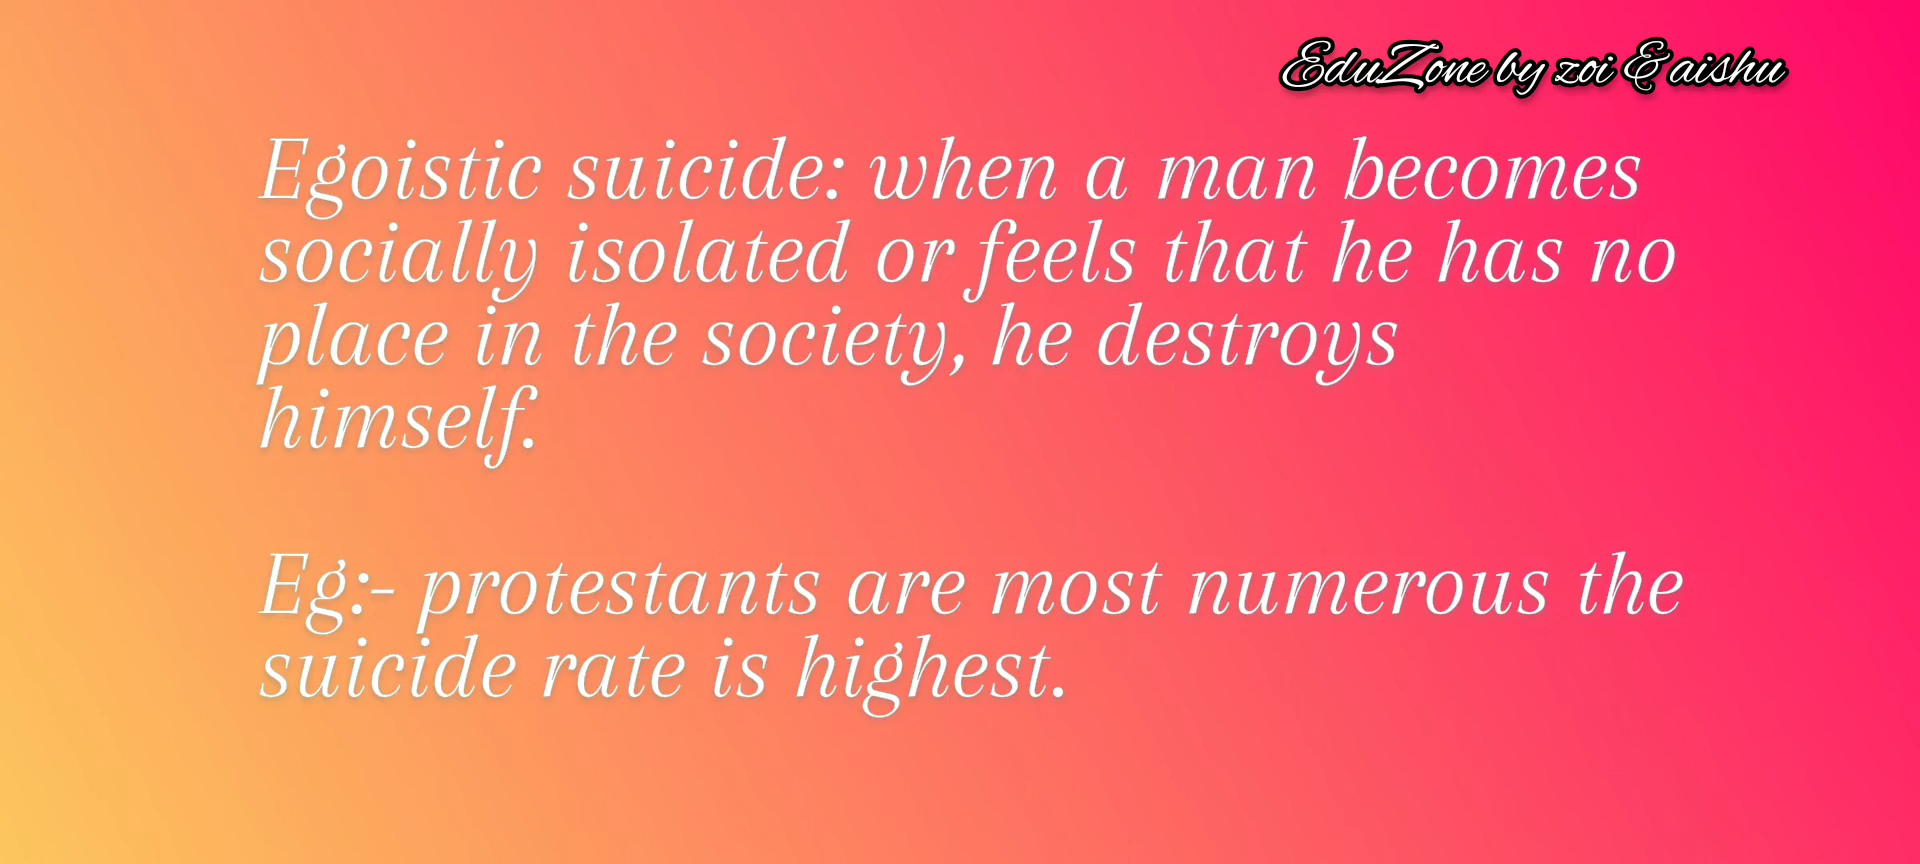 EduZone by zoi & aishu
Egoistic suicide: when a man becomes
socially isolated or feels that he has no
place in the society, he destroys
himself.
Eg:- protestants are most numerous the
suicide rate is highest.